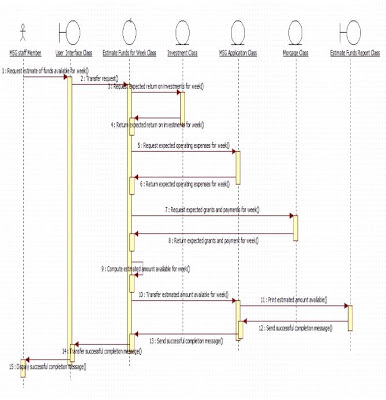 MSG staff Member
User Interface Class
Estimate Funds for Week Class
Investment Class
MSG Application Class
Morgage Class
Estimate Funds Report Class
1 : Request estimate of funds available for week()
2 : Transfer request()
3 : Request expected return on investments for week()
4 : Return expected return on investments for week()
5 : Request expected operating expenses for week()
6 : Return expected operating expenses for week()
7 : Request expected grants and payments for week()
8 : Return expected grants and payment for week()
9 : Compute estimated amount available for week()
10 : Transfer estimated amount available for week()
11 : Print estimated amount available()
12 : Send successful completion message()
13 : Send successful completion message()
14 : Transfer successful completion message()
15 : Display successful completion message()